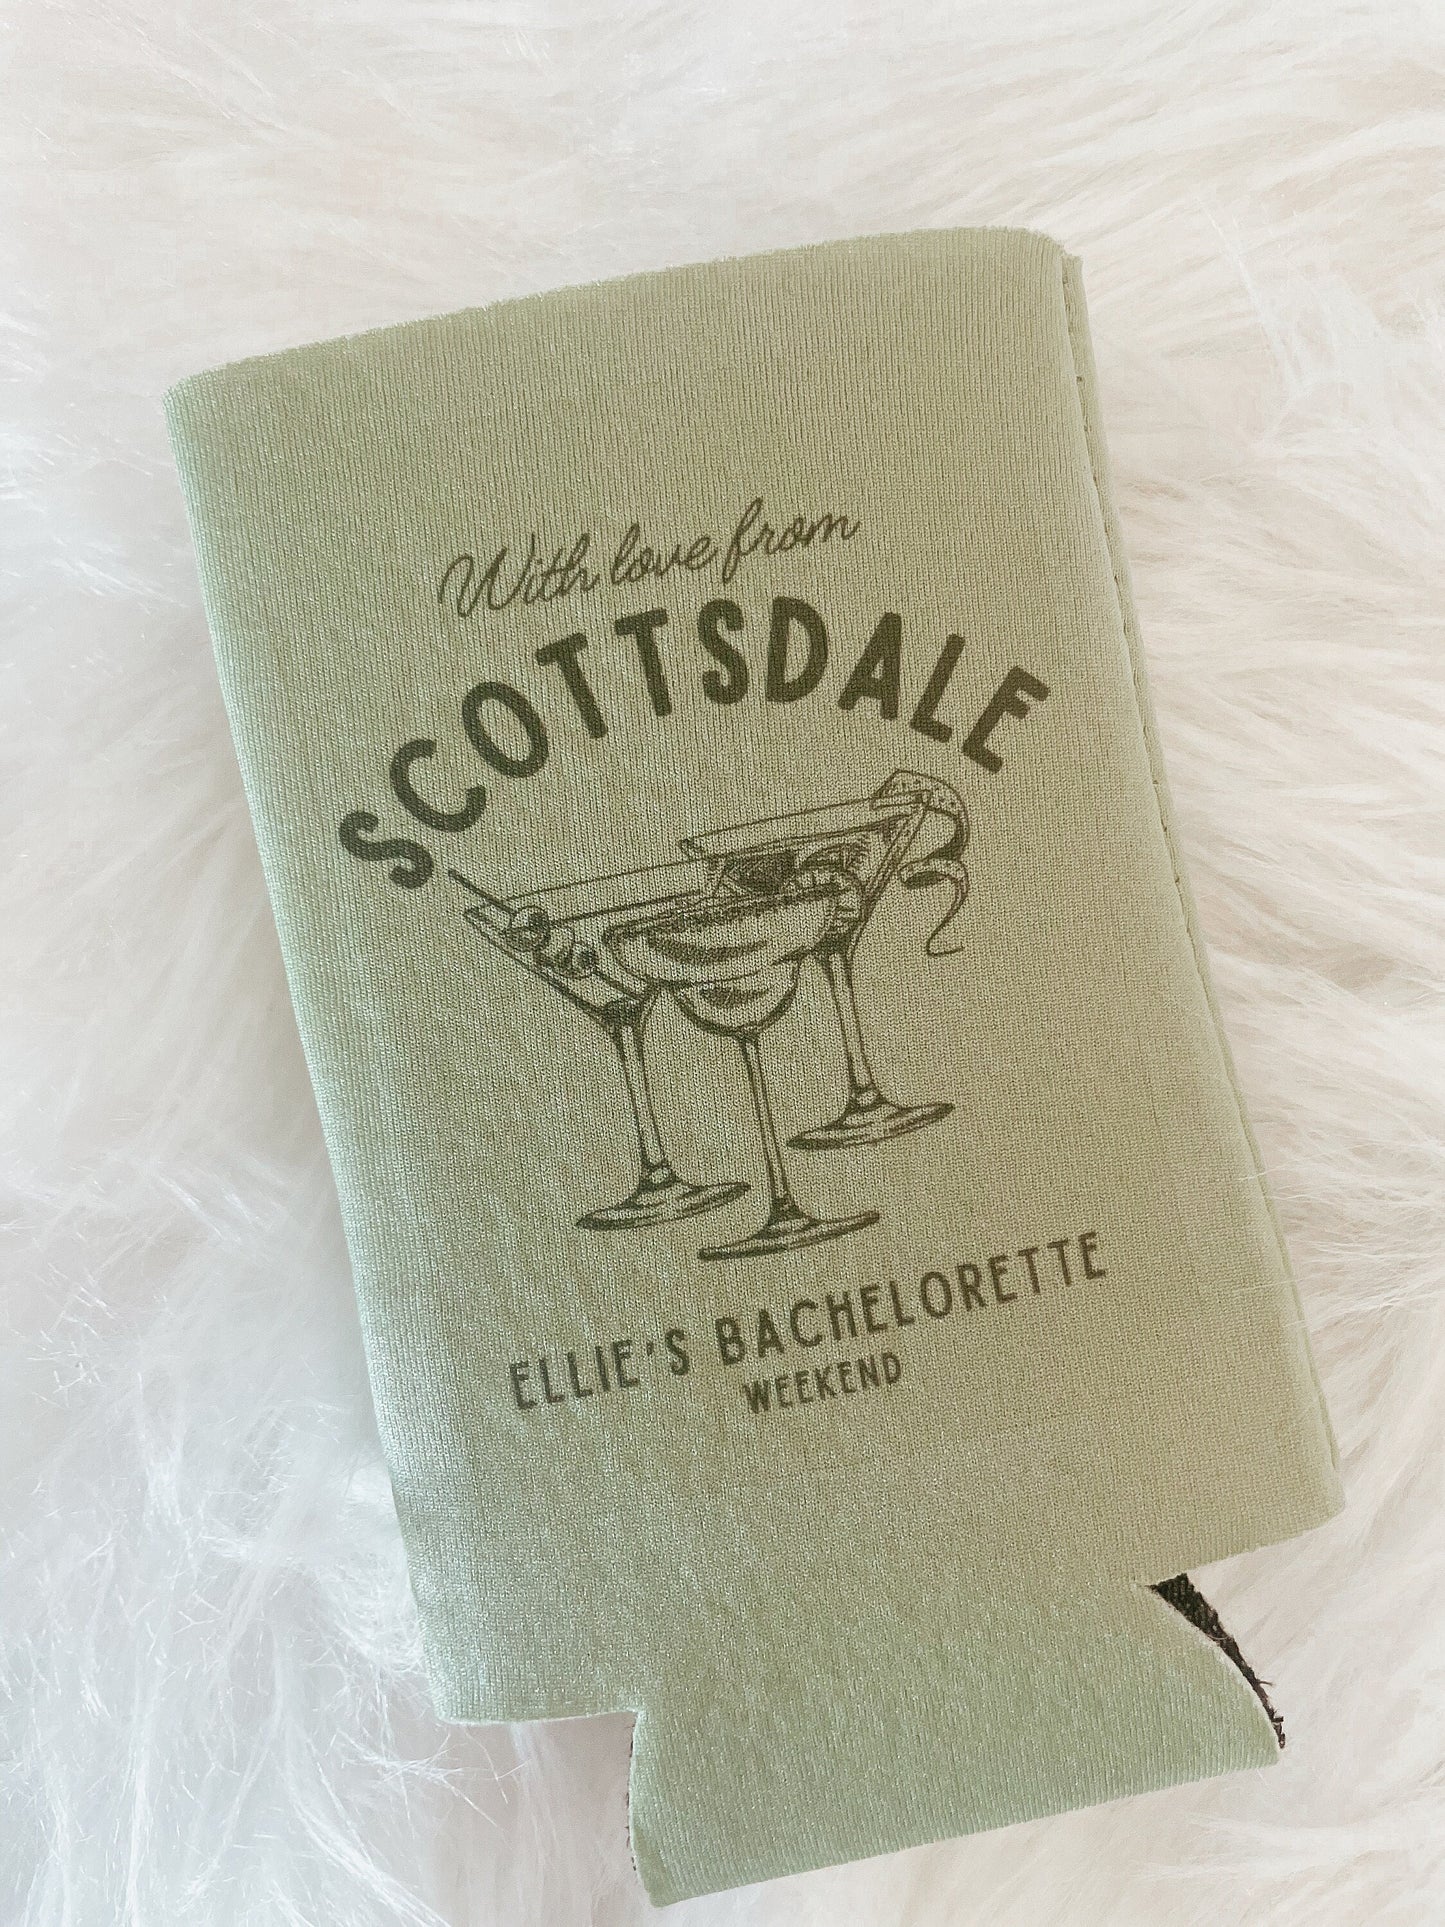 With love from
SCOTTSDALE
ELLIE'S BACHELORETTE
WEEKEND